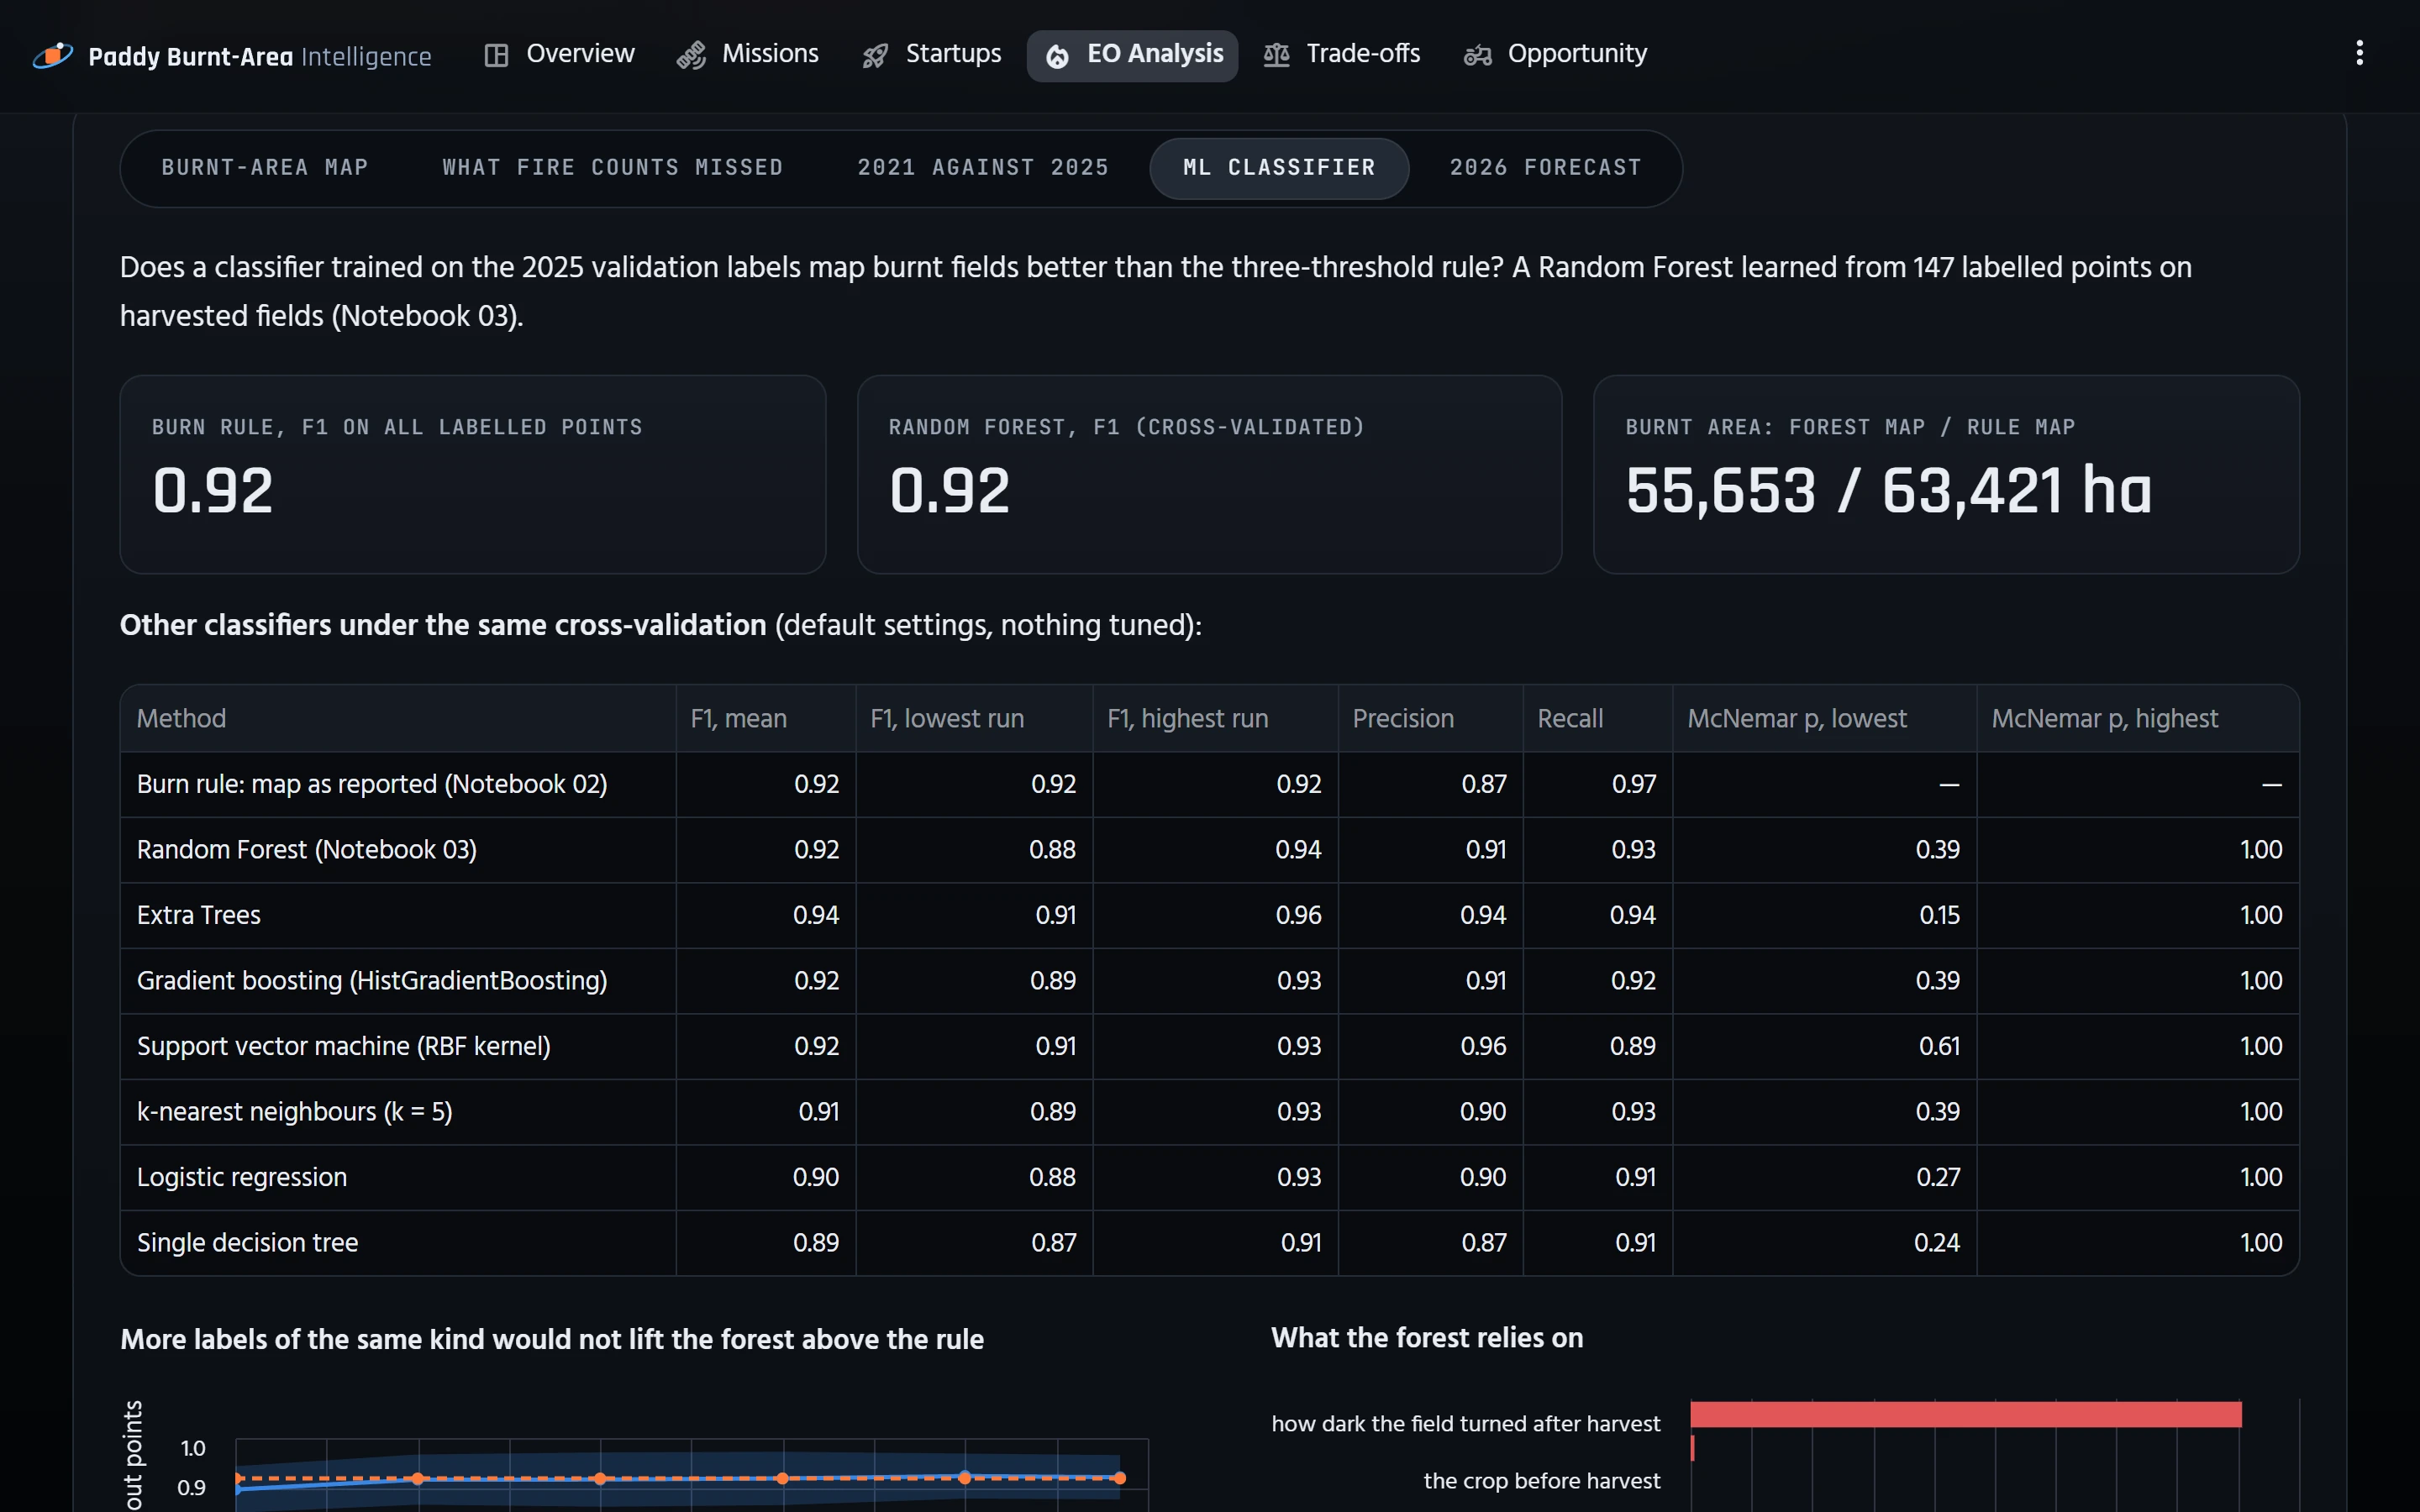 Paddy Burnt-Area Intelligence Overview Missions Startups EO Analysis Trade-offs Opportunity
BURNT-AREA MAP WHAT FIRE COUNTS MISSED 2021 AGAINST 2025 ML CLASSIFIER 2026 FORECAST
Does a classifier trained on the 2025 validation labels map burnt fields better than the three-threshold rule? A Random Forest learned from 147 labelled points on
harvested fields (Notebook 03).
BURN RULE, F1 ON ALL LABELLED POINTS
0.92
RANDOM FOREST, F1 (CROSS-VALIDATED)
0.92
BURNT AREA: FOREST MAP / RULE MAP
55,653 / 63,421 ha
Other classifiers under the same cross-validation (default settings, nothing tuned):
Method F1, mean F1, lowest run F1, highest run Precision Recall McNemar p, lowest McNemar p, highest
Burn rule: map as reported (Notebook 02) 0.92 0.92 0.92 0.87 0.97 — —
Random Forest (Notebook 03) 0.92 0.88 0.94 0.91 0.93 0.39 1.00
Extra Trees 0.94 0.91 0.96 0.94 0.94 0.15 1.00
Gradient boosting (HistGradientBoosting) 0.92 0.89 0.93 0.91 0.92 0.39 1.00
Support vector machine (RBF kernel) 0.92 0.91 0.93 0.96 0.89 0.61 1.00
k-nearest neighbours (k = 5) 0.91 0.89 0.93 0.90 0.93 0.39 1.00
Logistic regression 0.90 0.88 0.93 0.90 0.91 0.27 1.00
Single decision tree 0.89 0.87 0.91 0.87 0.91 0.24 1.00
More labels of the same kind would not lift the forest above the rule
out points
1.0
0.9
What the forest relies on
how dark the field turned after harvest
the crop before harvest